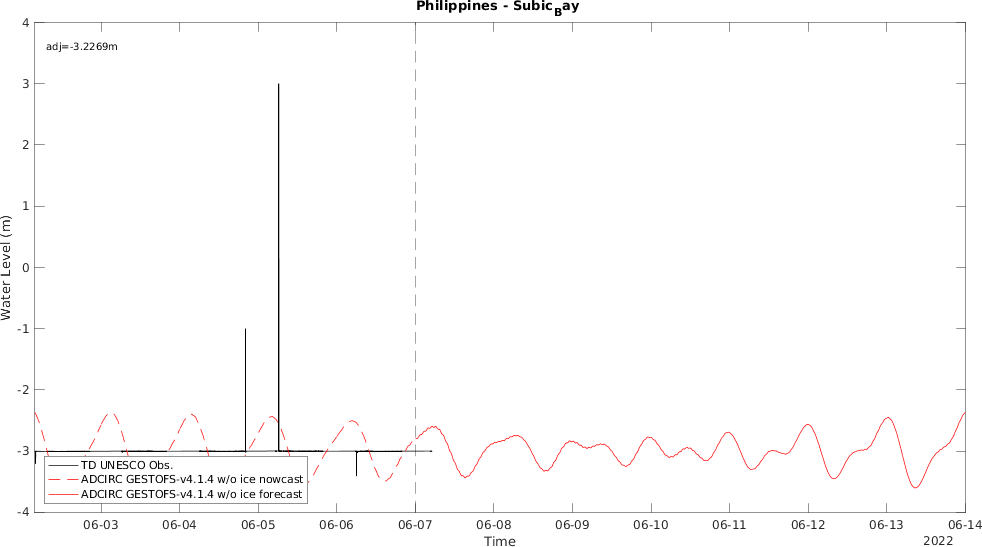 Philippines - Subic_Bay
adj=-3.2269m
4
3
2
1
0
-1
-2
-3
-4
Water Level (m)
TD UNESCO Obs.
ADCIRC GESTOFS-v4.1.4 w/o ice nowcast
ADCIRC GESTOFS-v4.1.4 w/o ice forecast
06-03 06-04 06-05 06-06 06-07 06-08 06-09 06-10 06-11 06-12 06-13 06-14
Time
2022